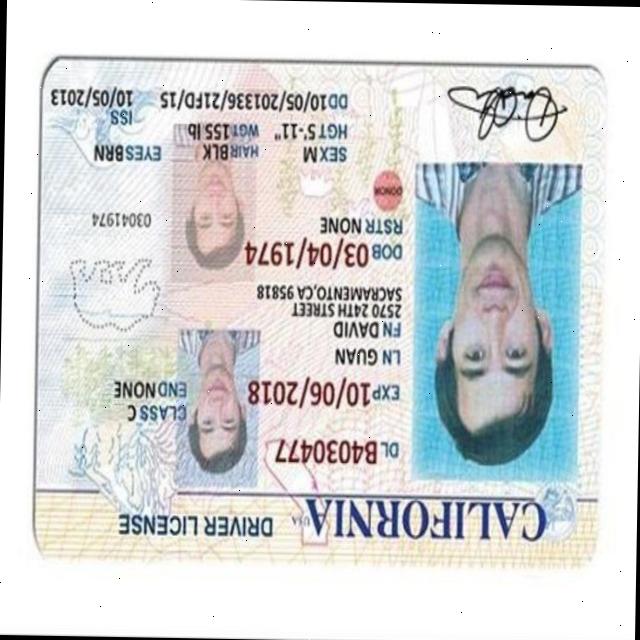 CALIFORNIA USA DRIVER LICENSE
DL B4030477 CLASS C
EXP 10/06/2018 END NONE
LN GUAN
FN DAVID
2570 24TH STREET
SACRAMENTO,CA 95818
DOB 03/04/1974
RSTR NONE 03041974
DONOR
SEX M HAIR BLK EYES BRN
HGT 5'-11" WGT 155 lb ISS
DD 10/05/201336/21FD/15 10/05/2013